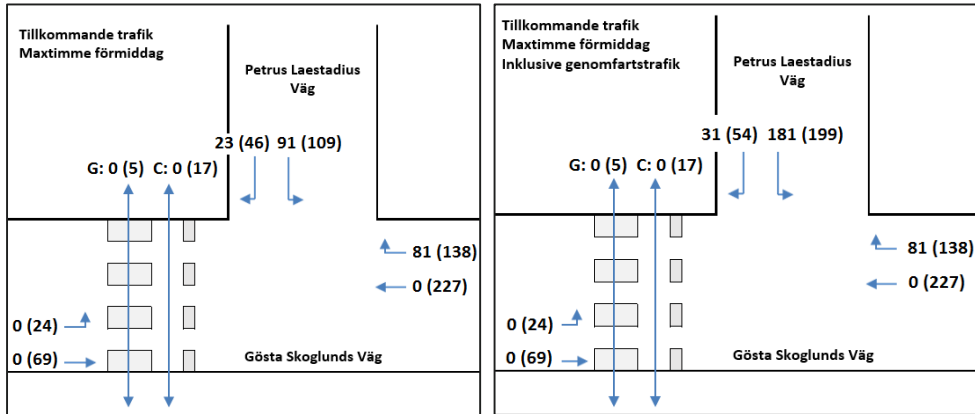 Tillkommande trafik
Maxtimme förmiddag
Petrus Laestadius
Väg
23 (46) 91 (109)
G: 0 (5) C: 0 (17)
81 (138)
0 (227)
0 (24)
0 (69)
Gösta Skoglunds Väg
Tillkommande trafik
Maxtimme förmiddag
Inklusive genomfartstrafik
Petrus Laestadius
Väg
31 (54) 181 (199)
G: 0 (5) C: 0 (17)
81 (138)
0 (227)
0 (24)
0 (69)
Gösta Skoglunds Väg